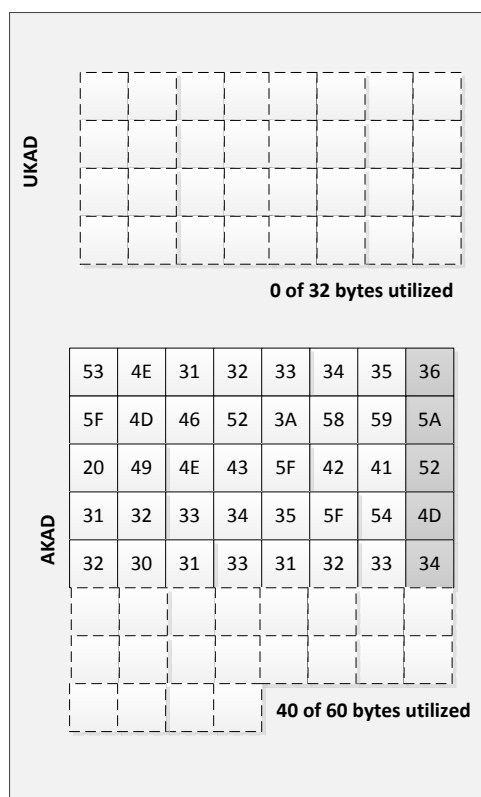 UKAD
0 of 32 bytes utilized
AKAD
53 4E 31 32 33 34 35 36
5F 4D 46 52 3A 58 59 5A
20 49 4E 43 5F 42 41 52
31 32 33 34 35 5F 54 4D
32 30 31 33 31 32 33 34
40 of 60 bytes utilized